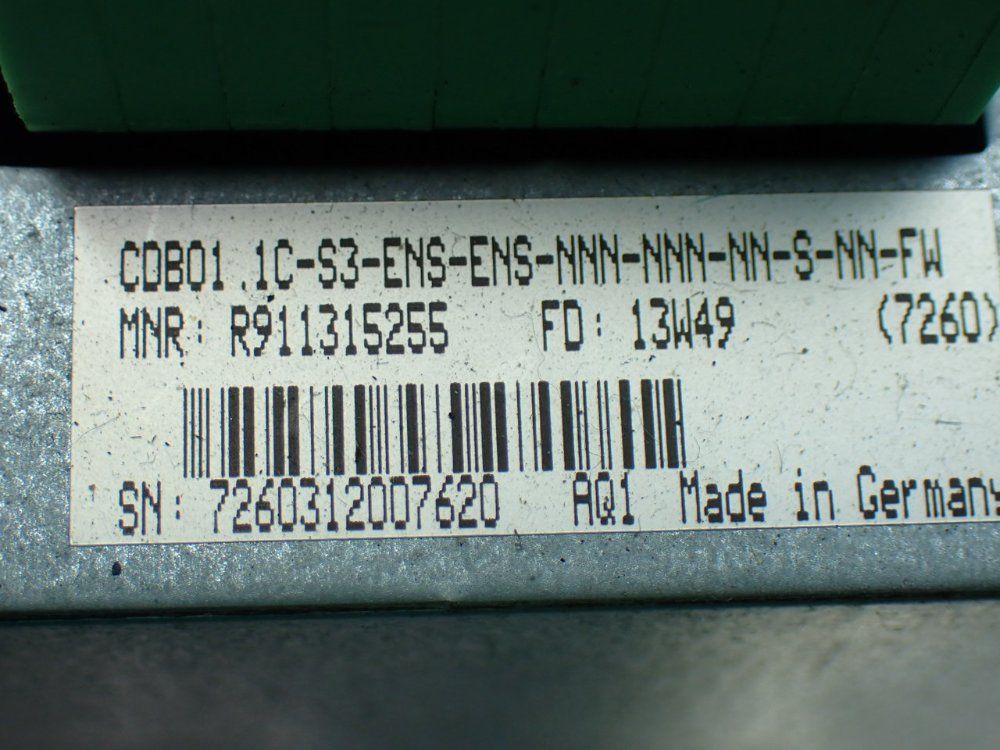 CDB01.1C-S3-ENS-ENS-NNN-NNN-NN-S-NN-FW
MNR: R911315255 FD: 13W49 (7260)
SN: 7260312007620 AQ1 Made in Germany